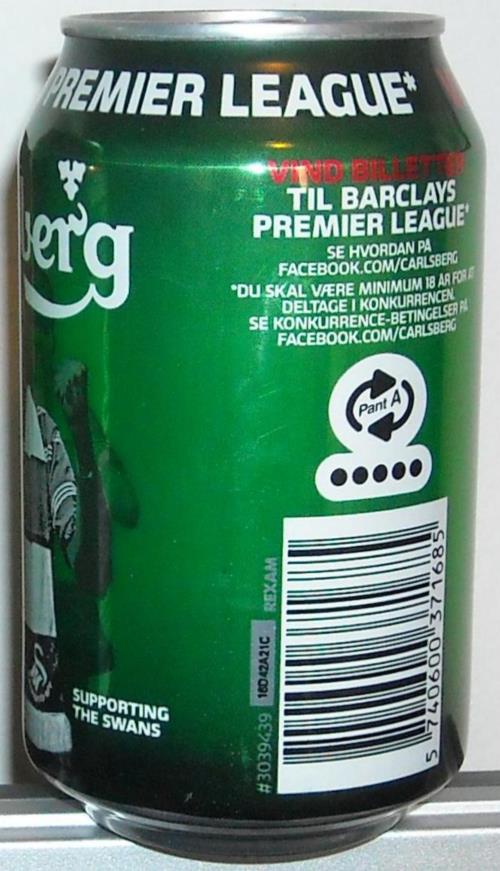 PREMIER LEAGUE*
berg
VIND BILLETTER
TIL BARCLAYS
PREMIER LEAGUE*
SE HVORDAN PÅ
FACEBOOK.COM/CARLSBERG
*DU SKAL VÆRE MINIMUM 18 ÅR FOR AT
DELTAGE I KONKURRENCEN.
SE KONKURRENCE-BETINGELSER PÅ
FACEBOOK.COM/CARLSBERG
Pant A
SUPPORTING
THE SWANS
#3039439
16D42A21C
REXAM
5 740600 371685